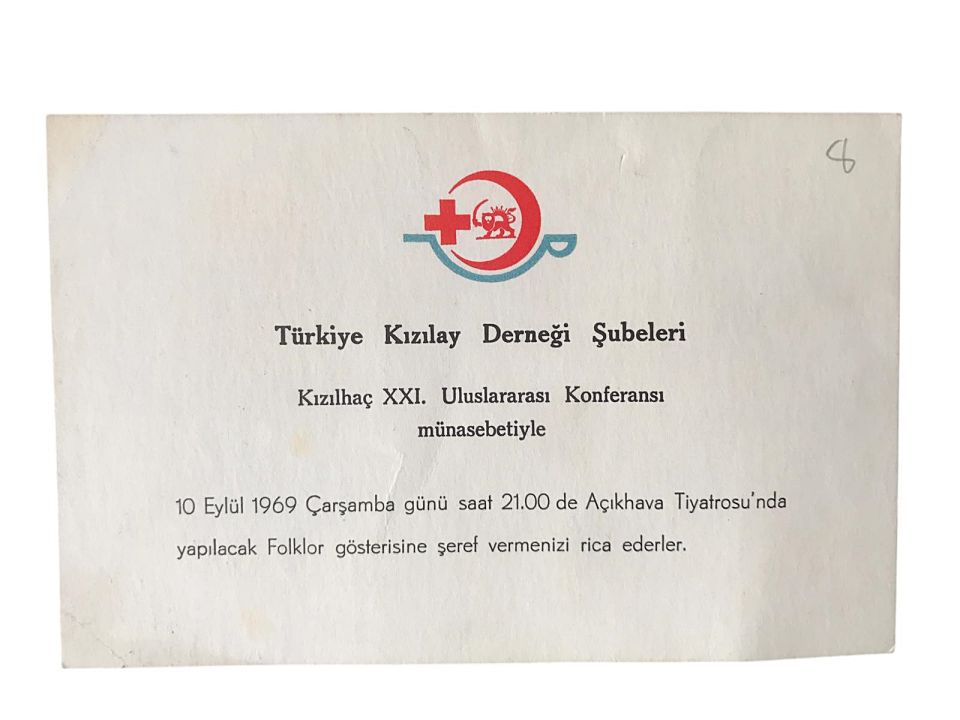 8
Türkiye Kızılay Derneği Şubeleri
Kızılhaç XXI. Uluslararası Konferansı
münasebetiyle
10 Eylül 1969 Çarşamba günü saat 21.00 de Açıkhava Tiyatrosu'nda
yapılacak Folklor gösterisine şeref vermenizi rica ederler.